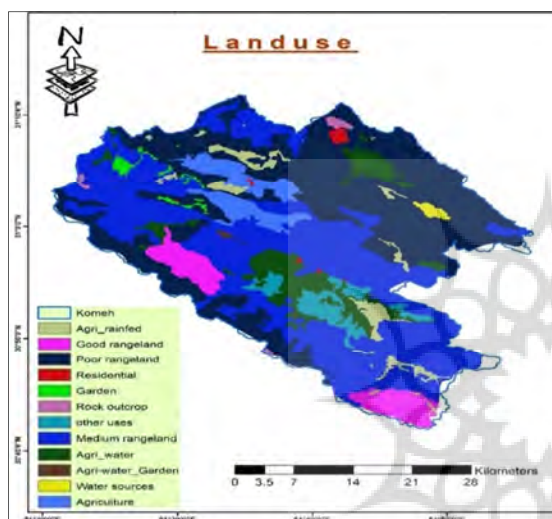 N
Landuse
Komeh
Agri_rainfed
Good rangeland
Poor rangeland
Residential
Garden
Rock outcrop
other uses
Medium rangeland
Agri_water
Agri-water_Garden
Water sources
Agriculture
0 3.5 7 14 21 28
Kilometers